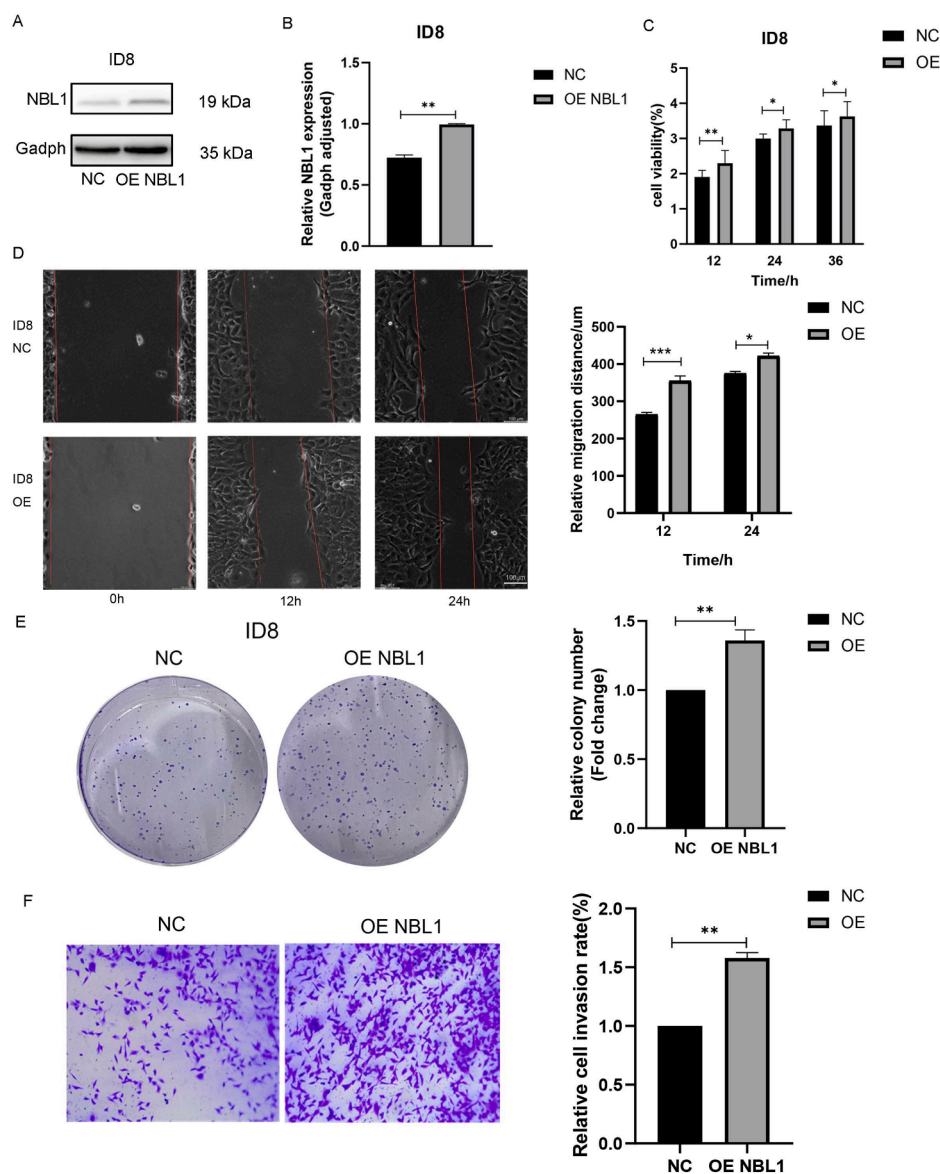 A
ID8
NBL1
19 kDa
Gadph
35 kDa
NC OE NBL1
B
ID8
Relative NBL1 expression
(Gadph adjusted)
1.5
1.0
0.5
0.0
**
NC
OE NBL1
C
ID8
cell viability(%)
5
4
3
2
1
0
**
*
*
12 24 36
Time/h
NC
OE
D
ID8
NC
ID8
OE
100 μm
0h 12h 24h
Relative migration distance/um
500
400
300
200
100
0
***
*
12 24
Time/h
NC
OE
E
ID8
NC OE NBL1
Relative colony number
(Fold change)
1.5
1.0
0.5
0.0
**
NC OE NBL1
NC
OE
F
NC OE NBL1
Relative cell invasion rate(%)
2.0
1.5
1.0
0.5
0.0
**
NC OE NBL1
NC
OE